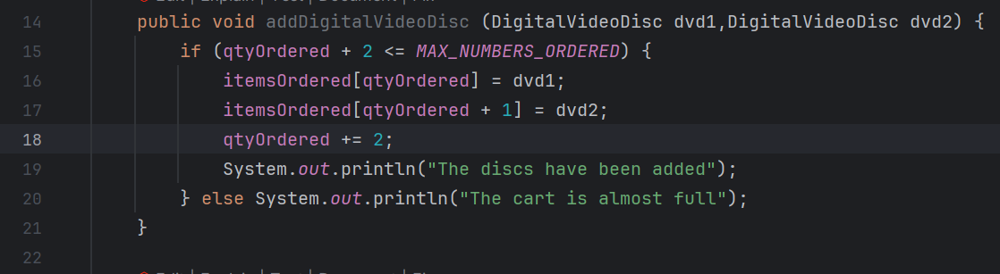 14 public void addDigitalVideoDisc (DigitalVideoDisc dvd1,DigitalVideoDisc dvd2) {
15 if (qtyOrdered + 2 <= MAX_NUMBERS_ORDERED) {
16 itemsOrdered[qtyOrdered] = dvd1;
17 itemsOrdered[qtyOrdered + 1] = dvd2;
18 qtyOrdered += 2;
19 System.out.println("The discs have been added");
20 } else System.out.println("The cart is almost full");
21 }
22